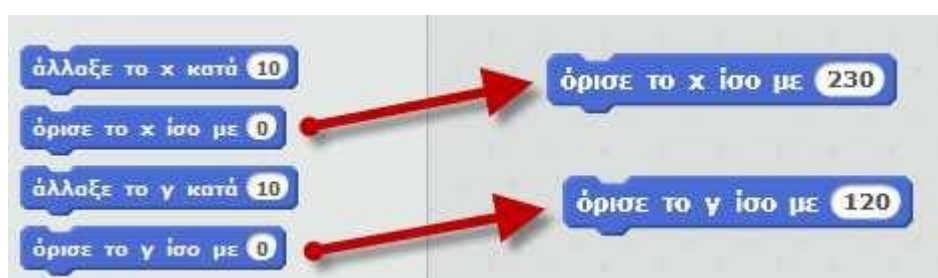 άλλαξε το x κατά 10
όρισε το x ίσο με 0
άλλαξε το y κατά 10
όρισε το y ίσο με 0
όρισε το x ίσο με 230
όρισε το y ίσο με 120